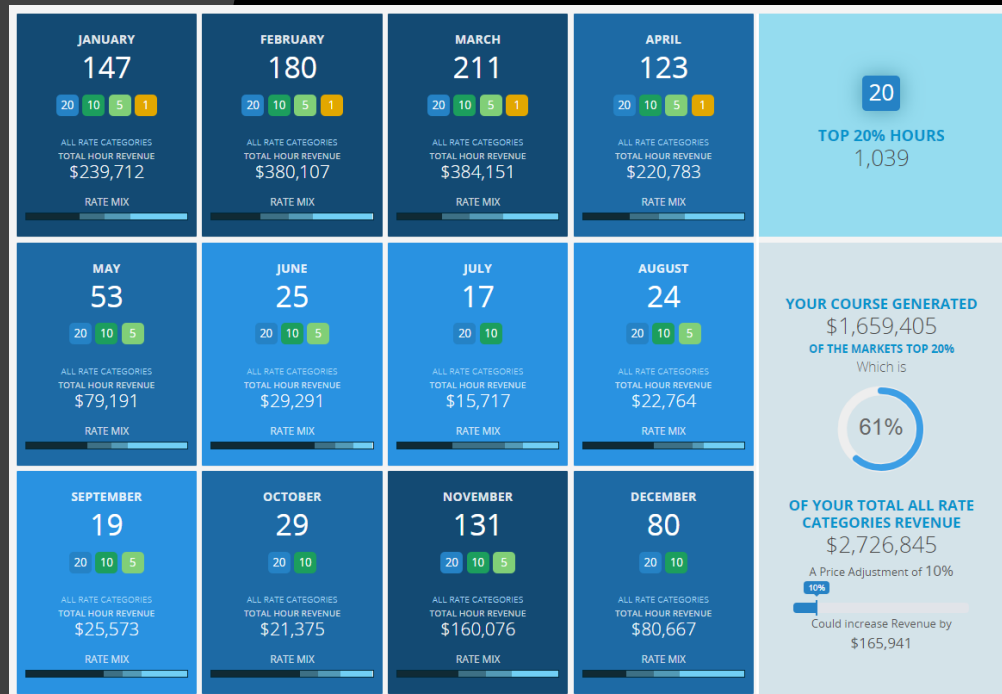 JANUARY
147
20 10 5 1
ALL RATE CATEGORIES
TOTAL HOUR REVENUE
$239,712
RATE MIX
FEBRUARY
180
20 10 5 1
ALL RATE CATEGORIES
TOTAL HOUR REVENUE
$380,107
RATE MIX
MARCH
211
20 10 5 1
ALL RATE CATEGORIES
TOTAL HOUR REVENUE
$384,151
RATE MIX
APRIL
123
20 10 5 1
ALL RATE CATEGORIES
TOTAL HOUR REVENUE
$220,783
RATE MIX
20
TOP 20% HOURS
1,039
MAY
53
20 10 5
ALL RATE CATEGORIES
TOTAL HOUR REVENUE
$79,191
RATE MIX
JUNE
25
20 10 5
ALL RATE CATEGORIES
TOTAL HOUR REVENUE
$29,291
RATE MIX
JULY
17
20 10
ALL RATE CATEGORIES
TOTAL HOUR REVENUE
$15,717
RATE MIX
AUGUST
24
20 10 5
ALL RATE CATEGORIES
TOTAL HOUR REVENUE
$22,764
RATE MIX
SEPTEMBER
19
20 10 5
ALL RATE CATEGORIES
TOTAL HOUR REVENUE
$25,573
RATE MIX
OCTOBER
29
20 10
ALL RATE CATEGORIES
TOTAL HOUR REVENUE
$21,375
RATE MIX
NOVEMBER
131
20 10 5
ALL RATE CATEGORIES
TOTAL HOUR REVENUE
$160,076
RATE MIX
DECEMBER
80
20 10
ALL RATE CATEGORIES
TOTAL HOUR REVENUE
$80,667
RATE MIX
YOUR COURSE GENERATED
$1,659,405
OF THE MARKETS TOP 20%
Which is
61%
OF YOUR TOTAL ALL RATE
CATEGORIES REVENUE
$2,726,845
A Price Adjustment of 10%
10%
Could increase Revenue by
$165,941